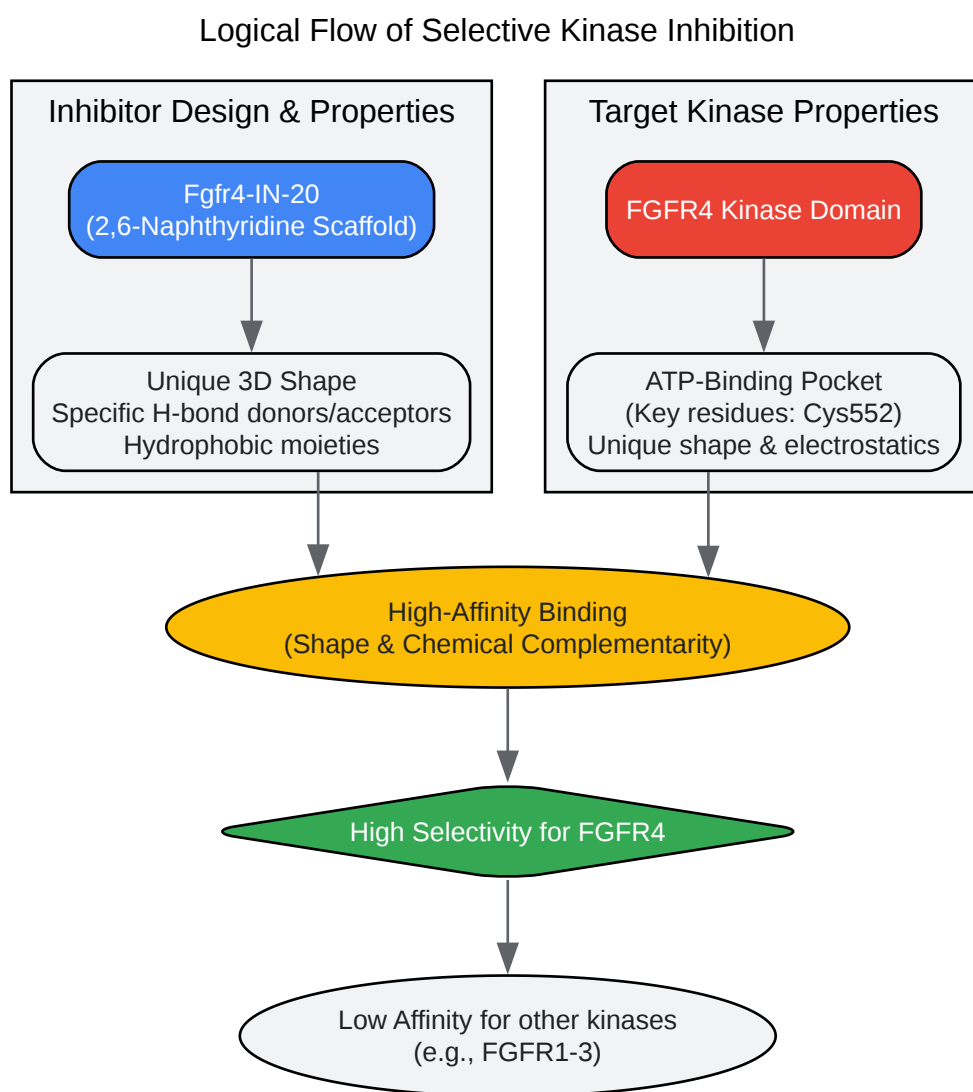 Logical Flow of Selective Kinase Inhibition
Inhibitor Design & Properties
Fgfr4-IN-20
(2,6-Naphthyridine Scaffold)
Unique 3D Shape
Specific H-bond donors/acceptors
Hydrophobic moieties
Target Kinase Properties
FGFR4 Kinase Domain
ATP-Binding Pocket
(Key residues: Cys552)
Unique shape & electrostatics
High-Affinity Binding
(Shape & Chemical Complementarity)
High Selectivity for FGFR4
Low Affinity for other kinases
(e.g., FGFR1-3)